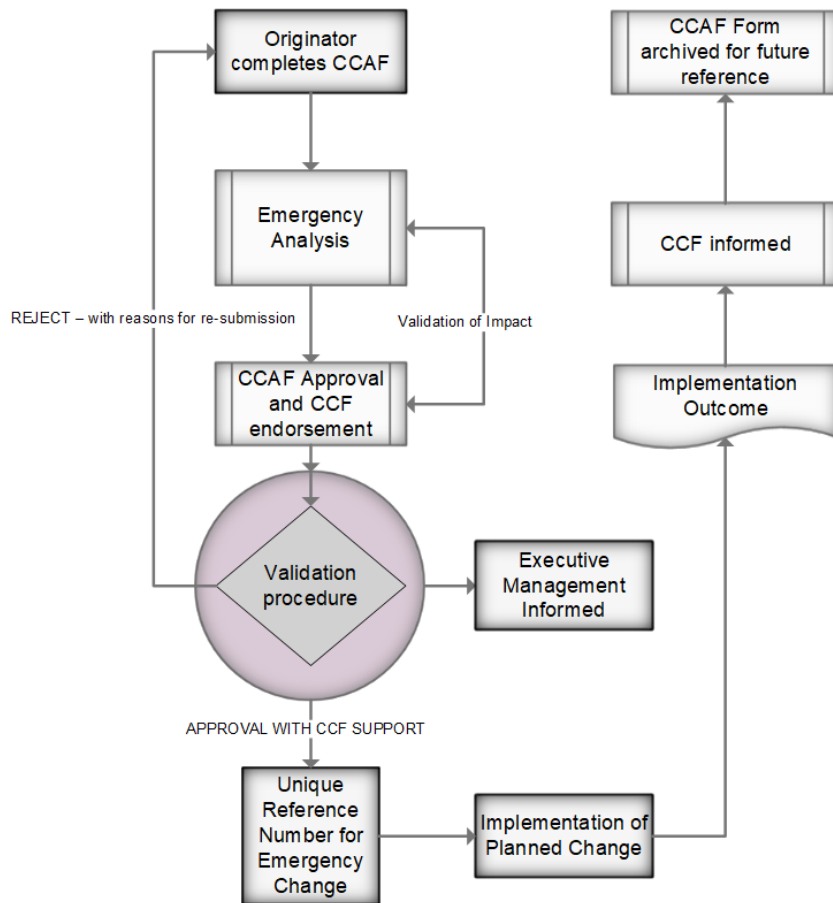 Originator
completes CCAF
CCAF Form
archived for future
reference
Emergency
Analysis
CCF informed
REJECT – with reasons for re-submission
Validation of Impact
CCAF Approval
and CCF
endorsement
Implementation
Outcome
Validation
procedure
Executive
Management
Informed
APPROVAL WITH CCF SUPPORT
Unique
Reference
Number for
Emergency
Change
Implementation of
Planned Change